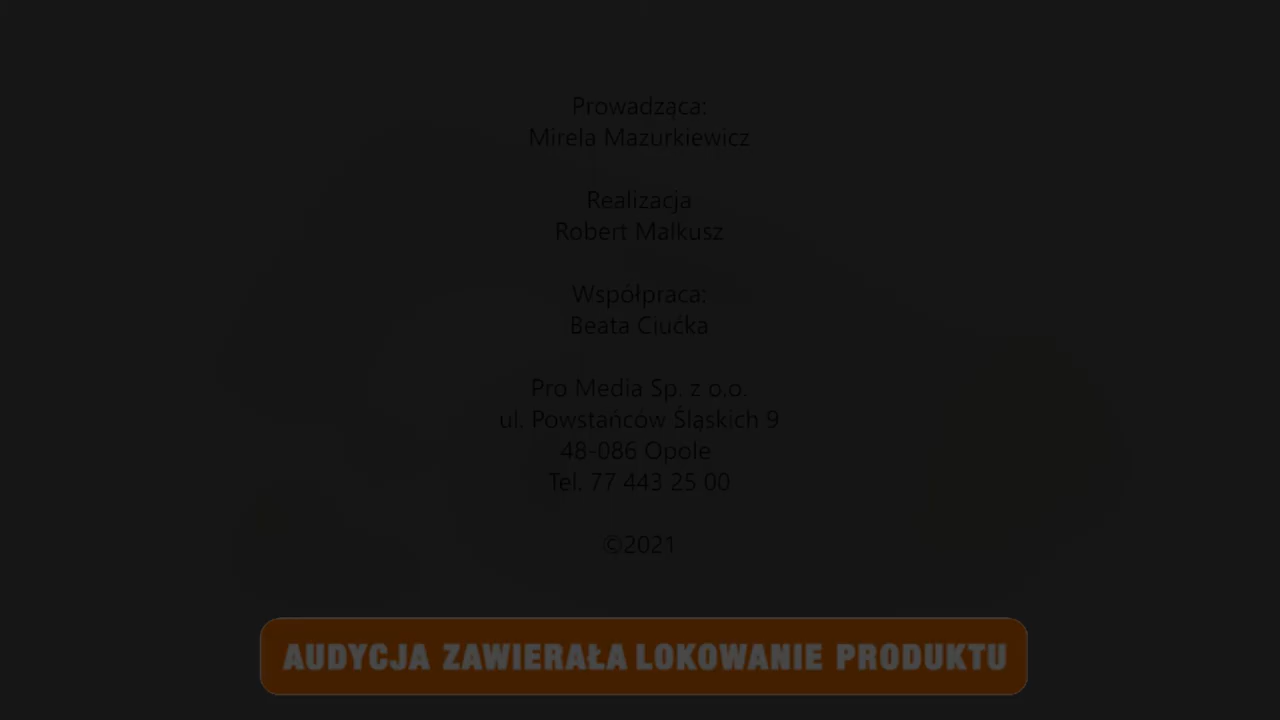 Prowadząca:
Mirela Mazurkiewicz
Realizacja
Robert Malkusz
Współpraca:
Beata Ciućka
Pro Media Sp. z o.o.
ul. Powstańców Śląskich 9
48-086 Opole
Tel. 77 443 25 00
©2021
AUDYCJA ZAWIERAŁA LOKOWANIE PRODUKTU